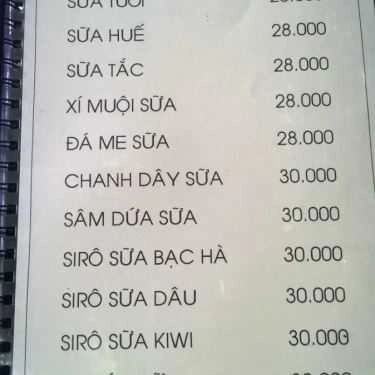 SỮA TƯƠI
SỮA HUẾ 28.000
SỮA TẮC 28.000
XÍ MUỘI SỮA 28.000
ĐÁ ME SỮA 28.000
CHANH DÂY SỮA 30.000
SÂM DỨA SỮA 30.000
SIRÔ SỮA BẠC HÀ 30.000
SIRÔ SỮA DÂU 30.000
SIRÔ SỮA KIWI 30.000